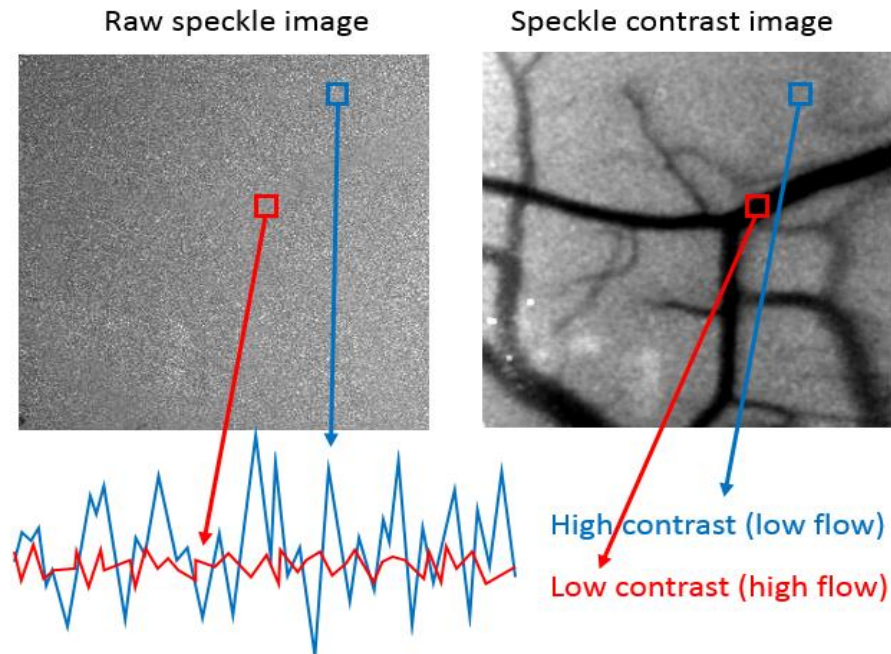 Raw speckle image
Speckle contrast image
High contrast (low flow)
Low contrast (high flow)